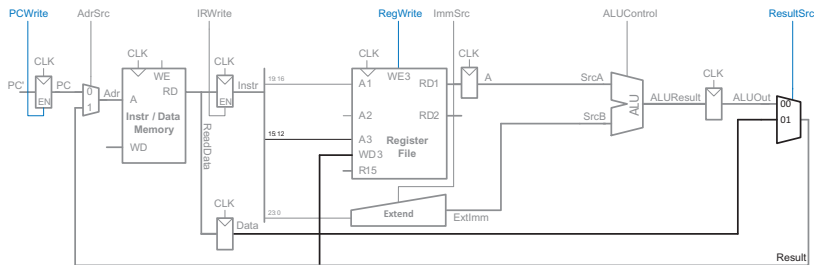 PCWrite AdrSrc IRWrite RegWrite ImmSrc ALUControl ResultSrc
CLK CLK CLK CLK CLK CLK
PC' PC EN
0
1
Adr
A
WE
RD
Instr / Data
Memory
WD
EN
Instr
ReadData
19:16
15:12
23:0
A1
A2
A3
WD3
R15
WE3
RD1
RD2
Register
File
A
SrcA
SrcB
ALU
ALUResult
CLK
ALUOut
00
01
Extend
ExtImm
CLK
Data
Result